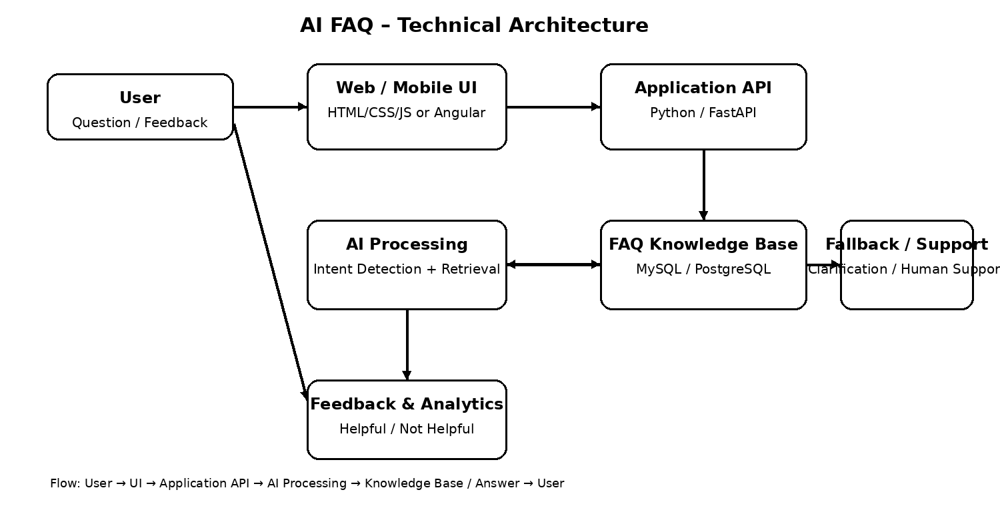 AI FAQ – Technical Architecture
User
Question / Feedback
Web / Mobile UI
HTML/CSS/JS or Angular
Application API
Python / FastAPI
AI Processing
Intent Detection + Retrieval
FAQ Knowledge Base
MySQL / PostgreSQL
Fallback / Support
Clarification / Human Suppor
Feedback & Analytics
Helpful / Not Helpful
Flow: User → UI → Application API → AI Processing → Knowledge Base / Answer → User